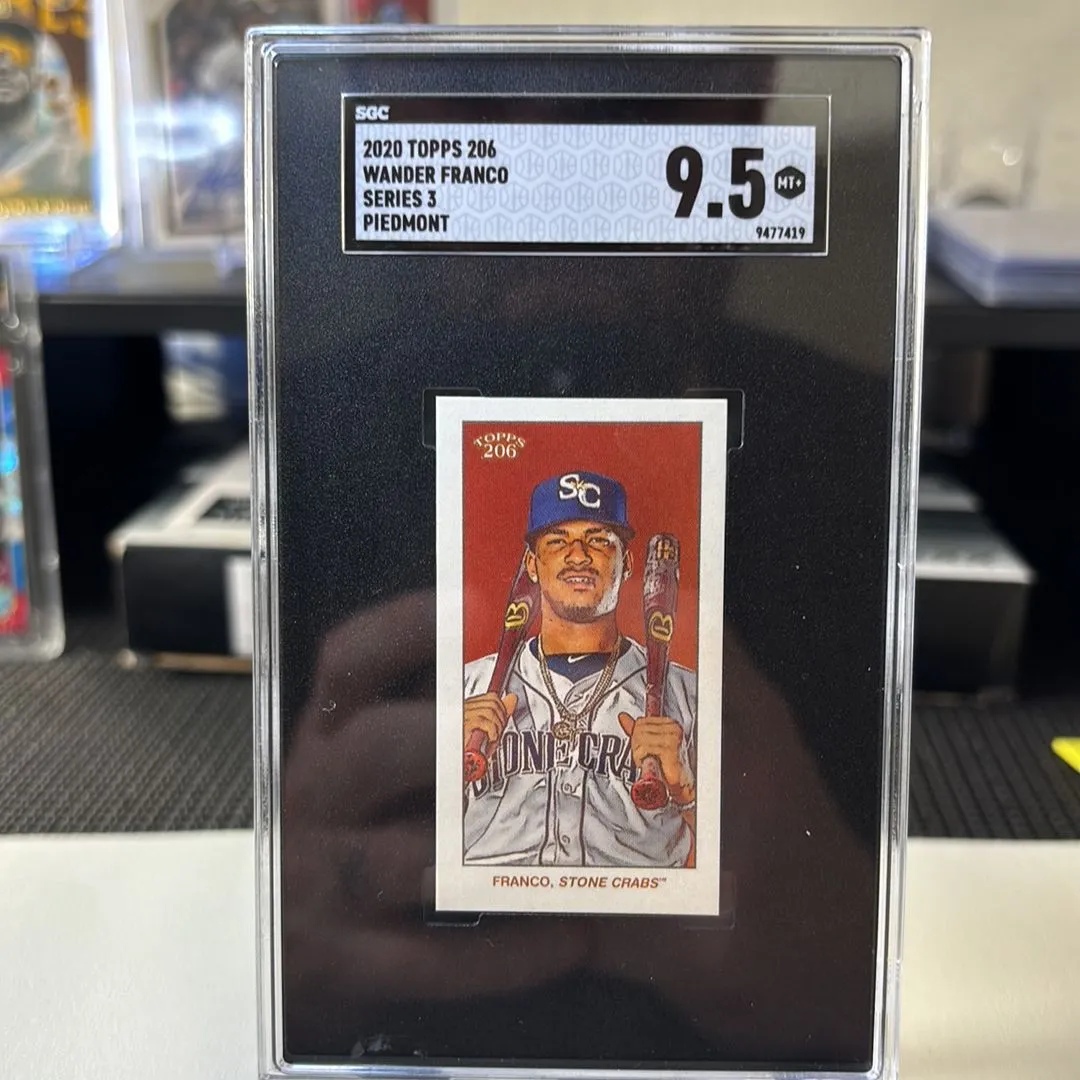 SGC
2020 TOPPS 206
WANDER FRANCO
SERIES 3
PIEDMONT
9.5
MT+
9477419
TOPPS
206
SC
STONE CRA
FRANCO, STONE CRABS™